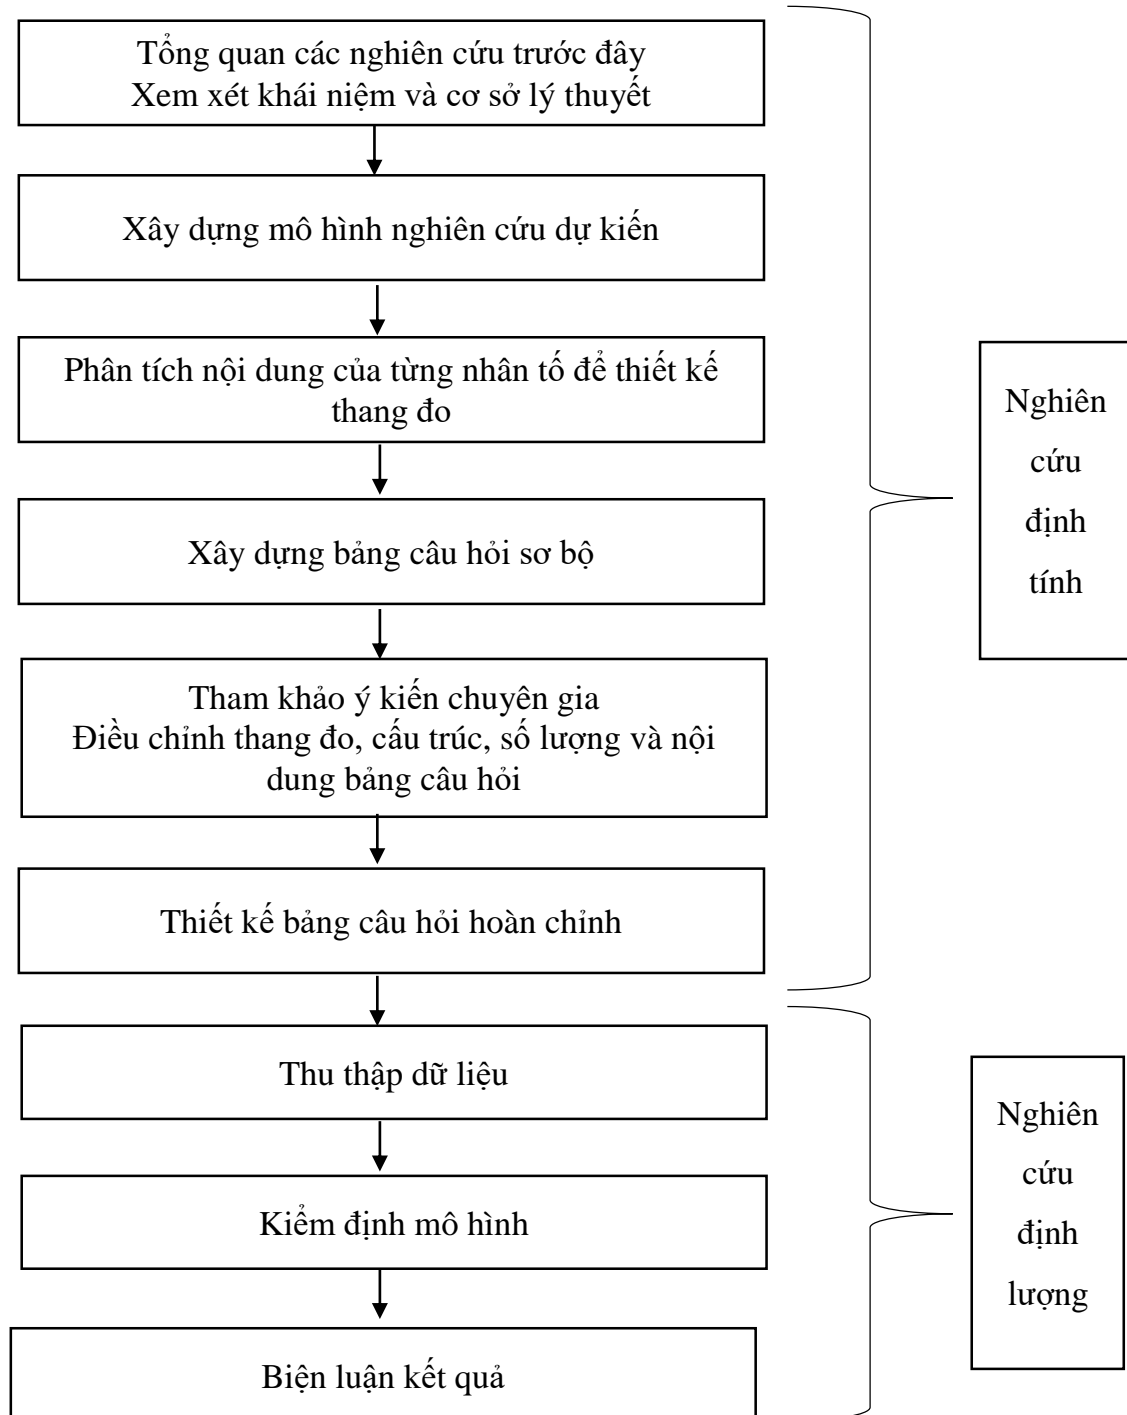 Tổng quan các nghiên cứu trước đây
Xem xét khái niệm và cơ sở lý thuyết
Xây dựng mô hình nghiên cứu dự kiến
Phân tích nội dung của từng nhân tố để thiết kế
thang đo
Xây dựng bảng câu hỏi sơ bộ
Tham khảo ý kiến chuyên gia
Điều chỉnh thang đo, cấu trúc, số lượng và nội
dung bảng câu hỏi
Thiết kế bảng câu hỏi hoàn chỉnh
Nghiên
cứu
định
tính
Thu thập dữ liệu
Kiểm định mô hình
Biện luận kết quả
Nghiên
cứu
định
lượng